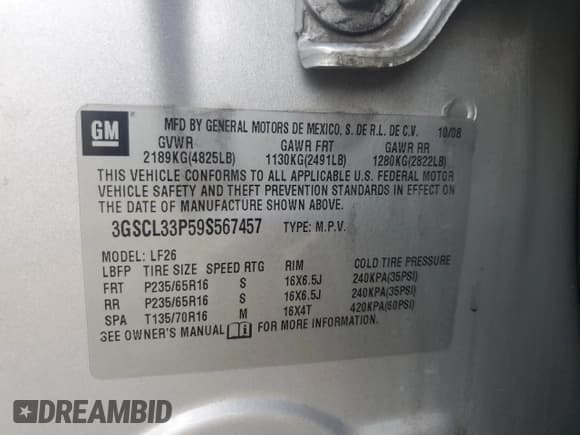 GM
MFD BY GENERAL MOTORS DE MEXICO, S. DE R.L. DE C.V. 10/08
GVWR GAWR FRT GAWR RR
2189KG(4825LB) 1130KG(2491LB) 1280KG(2822LB)
THIS VEHICLE CONFORMS TO ALL APPLICABLE U.S. FEDERAL MOTOR
VEHICLE SAFETY AND THEFT PREVENTION STANDARDS IN EFFECT ON
THE DATE OF MANUFACTURE SHOWN ABOVE.
3GSCL33P59S567457 TYPE: M.P.V.
MODEL: LF26
LBFP TIRE SIZE SPEED RTG RIM COLD TIRE PRESSURE
FRT P235/65R16 S 16X6.5J 240KPA(35PSI)
RR P235/65R16 S 16X6.5J 240KPA(35PSI)
SPA T135/70R16 M 16X4T 420KPA(60PSI)
SEE OWNER'S MANUAL FOR MORE INFORMATION.
DREAMBID